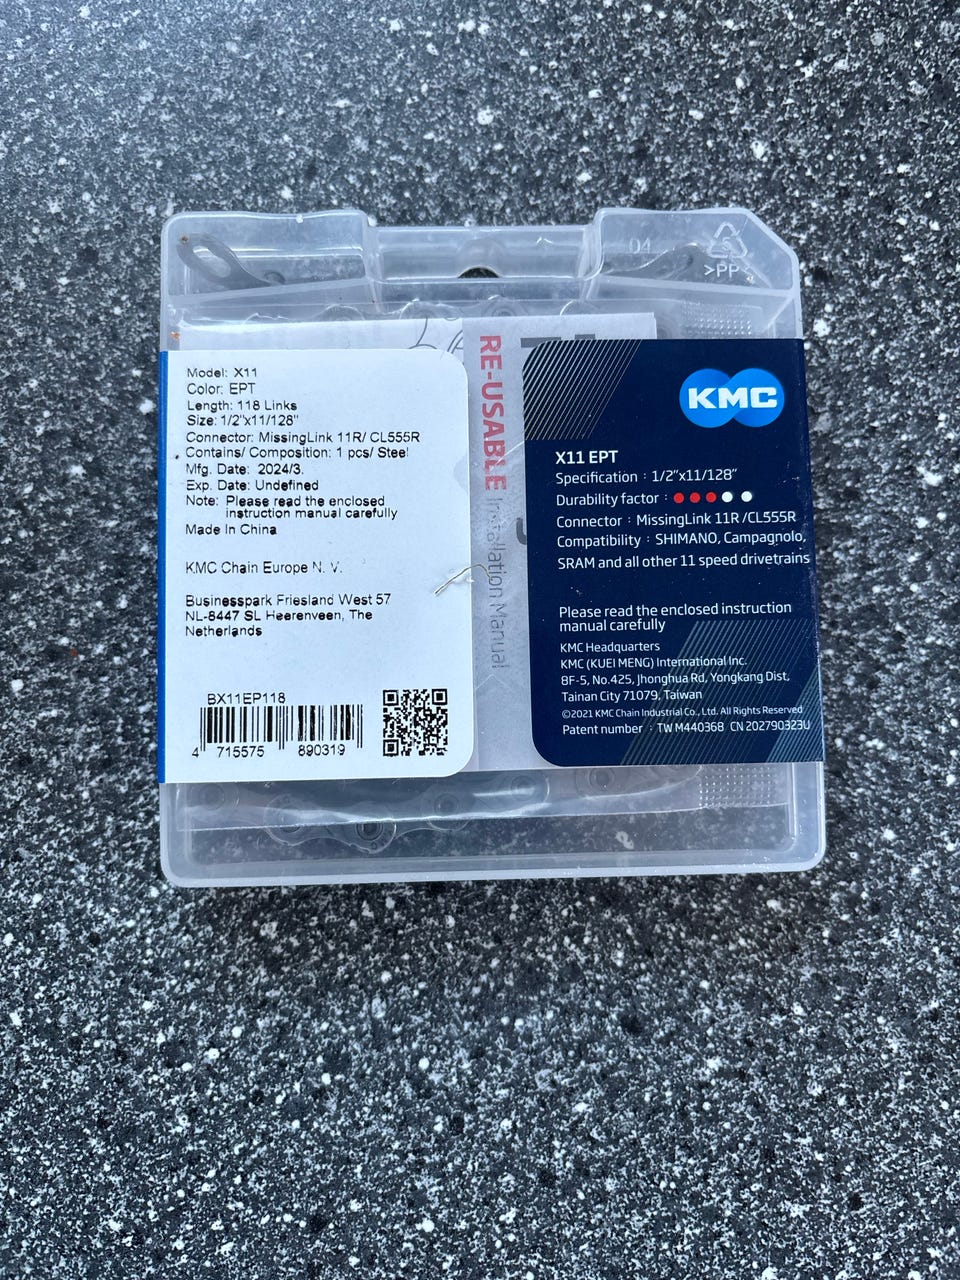 04
5
>PP<
RE-USABLE Installation Manual
Model: X11
Color: EPT
Length: 118 Links
Size: 1/2"x11/128"
Connector: MissingLink 11R/ CL555R
Contains/ Composition: 1 pcs/ Steel
Mfg. Date: 2024/3.
Exp. Date: Undefined
Note: Please read the enclosed
instruction manual carefully
Made In China
KMC Chain Europe N. V.
Businesspark Friesland West 57
NL-8447 SL Heerenveen, The
Netherlands
BX11EP118
4 715575 890319
KMC
X11 EPT
Specification : 1/2"x11/128"
Durability factor :
Connector : MissingLink 11R /CL555R
Compatibility : SHIMANO, Campagnolo,
SRAM and all other 11 speed drivetrains
Please read the enclosed instruction
manual carefully
KMC Headquarters
KMC (KUEI MENG) International Inc.
8F-5, No.425, Jhonghua Rd, Yongkang Dist,
Tainan City 71079, Taiwan
©2021 KMC Chain Industrial Co., Ltd. All Rights Reserved
Patent number : TW M440368 CN 202790323U